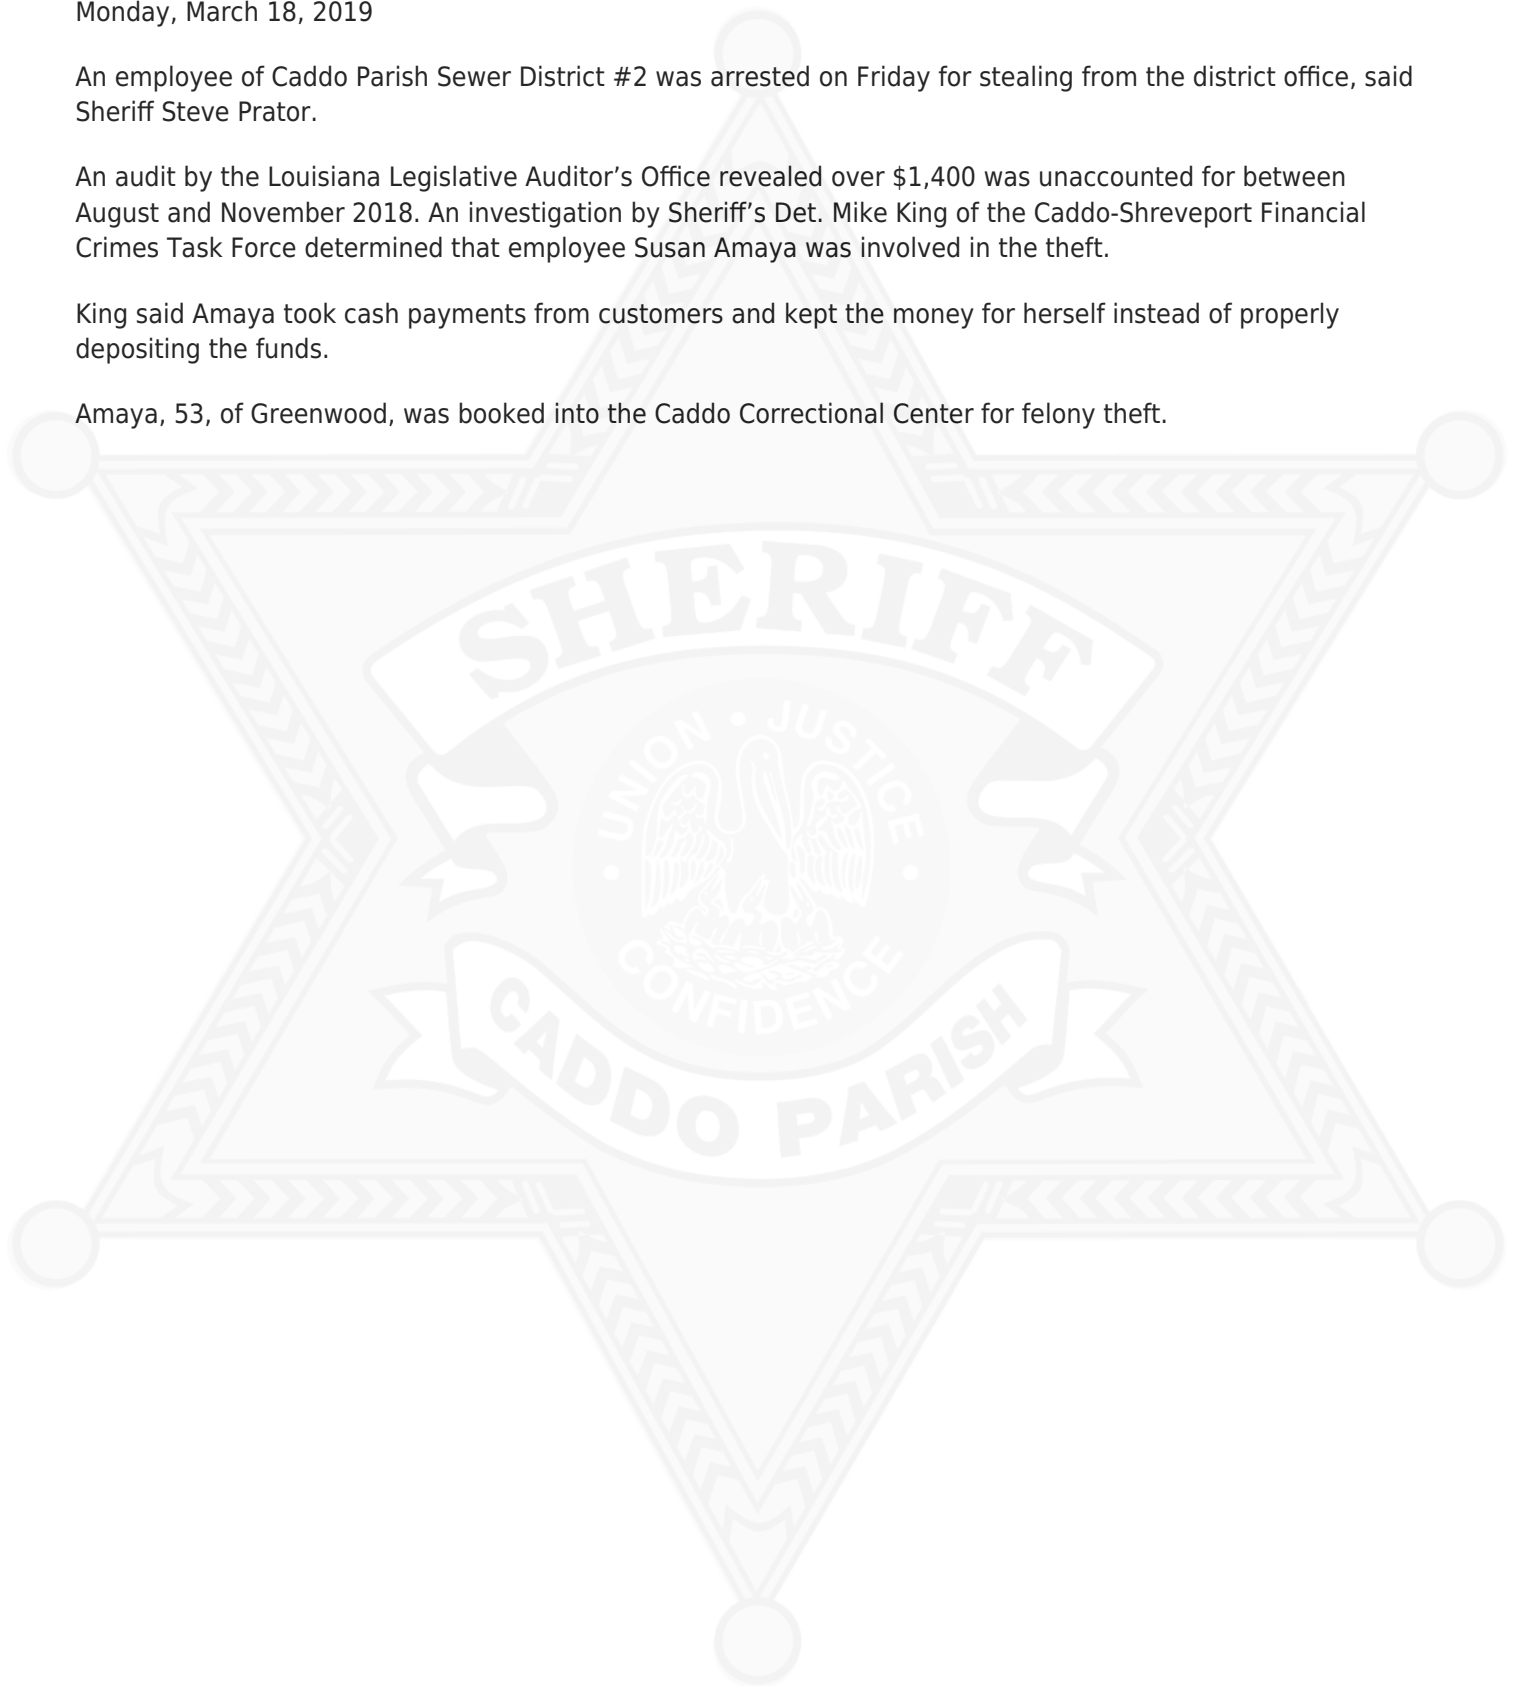 Monday, March 18, 2019
An employee of Caddo Parish Sewer District #2 was arrested on Friday for stealing from the district office, said
Sheriff Steve Prator.
An audit by the Louisiana Legislative Auditor’s Office revealed over $1,400 was unaccounted for between
August and November 2018. An investigation by Sheriff’s Det. Mike King of the Caddo-Shreveport Financial
Crimes Task Force determined that employee Susan Amaya was involved in the theft.
King said Amaya took cash payments from customers and kept the money for herself instead of properly
depositing the funds.
Amaya, 53, of Greenwood, was booked into the Caddo Correctional Center for felony theft.
SHERIFF
UNION • JUSTICE
• CONFIDENCE •
CADDO PARISH